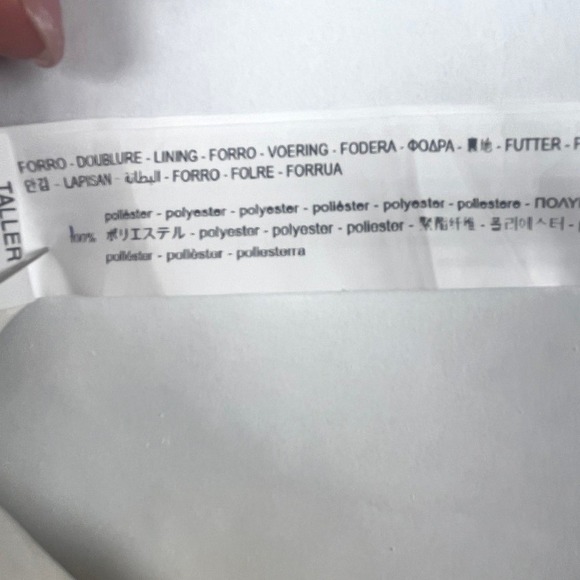 TALLER
FORRO - DOUBLURE - LINING - FORRO - VOERING - FODERA - ΦΟΔΡΑ - 裏地 - FUTTER - F
안감 - LAPISAN - البطانة - FORRO - FOLRE - FORRUA
poliéster - polyester - polyester - poliéster - polyester - poliestere - ΠΟΛΥ
100% ポリエステル - polyester - polyester - poliester - 聚酯纤维 - 폴리에스터 -
poliéster - polièster - poliesterra